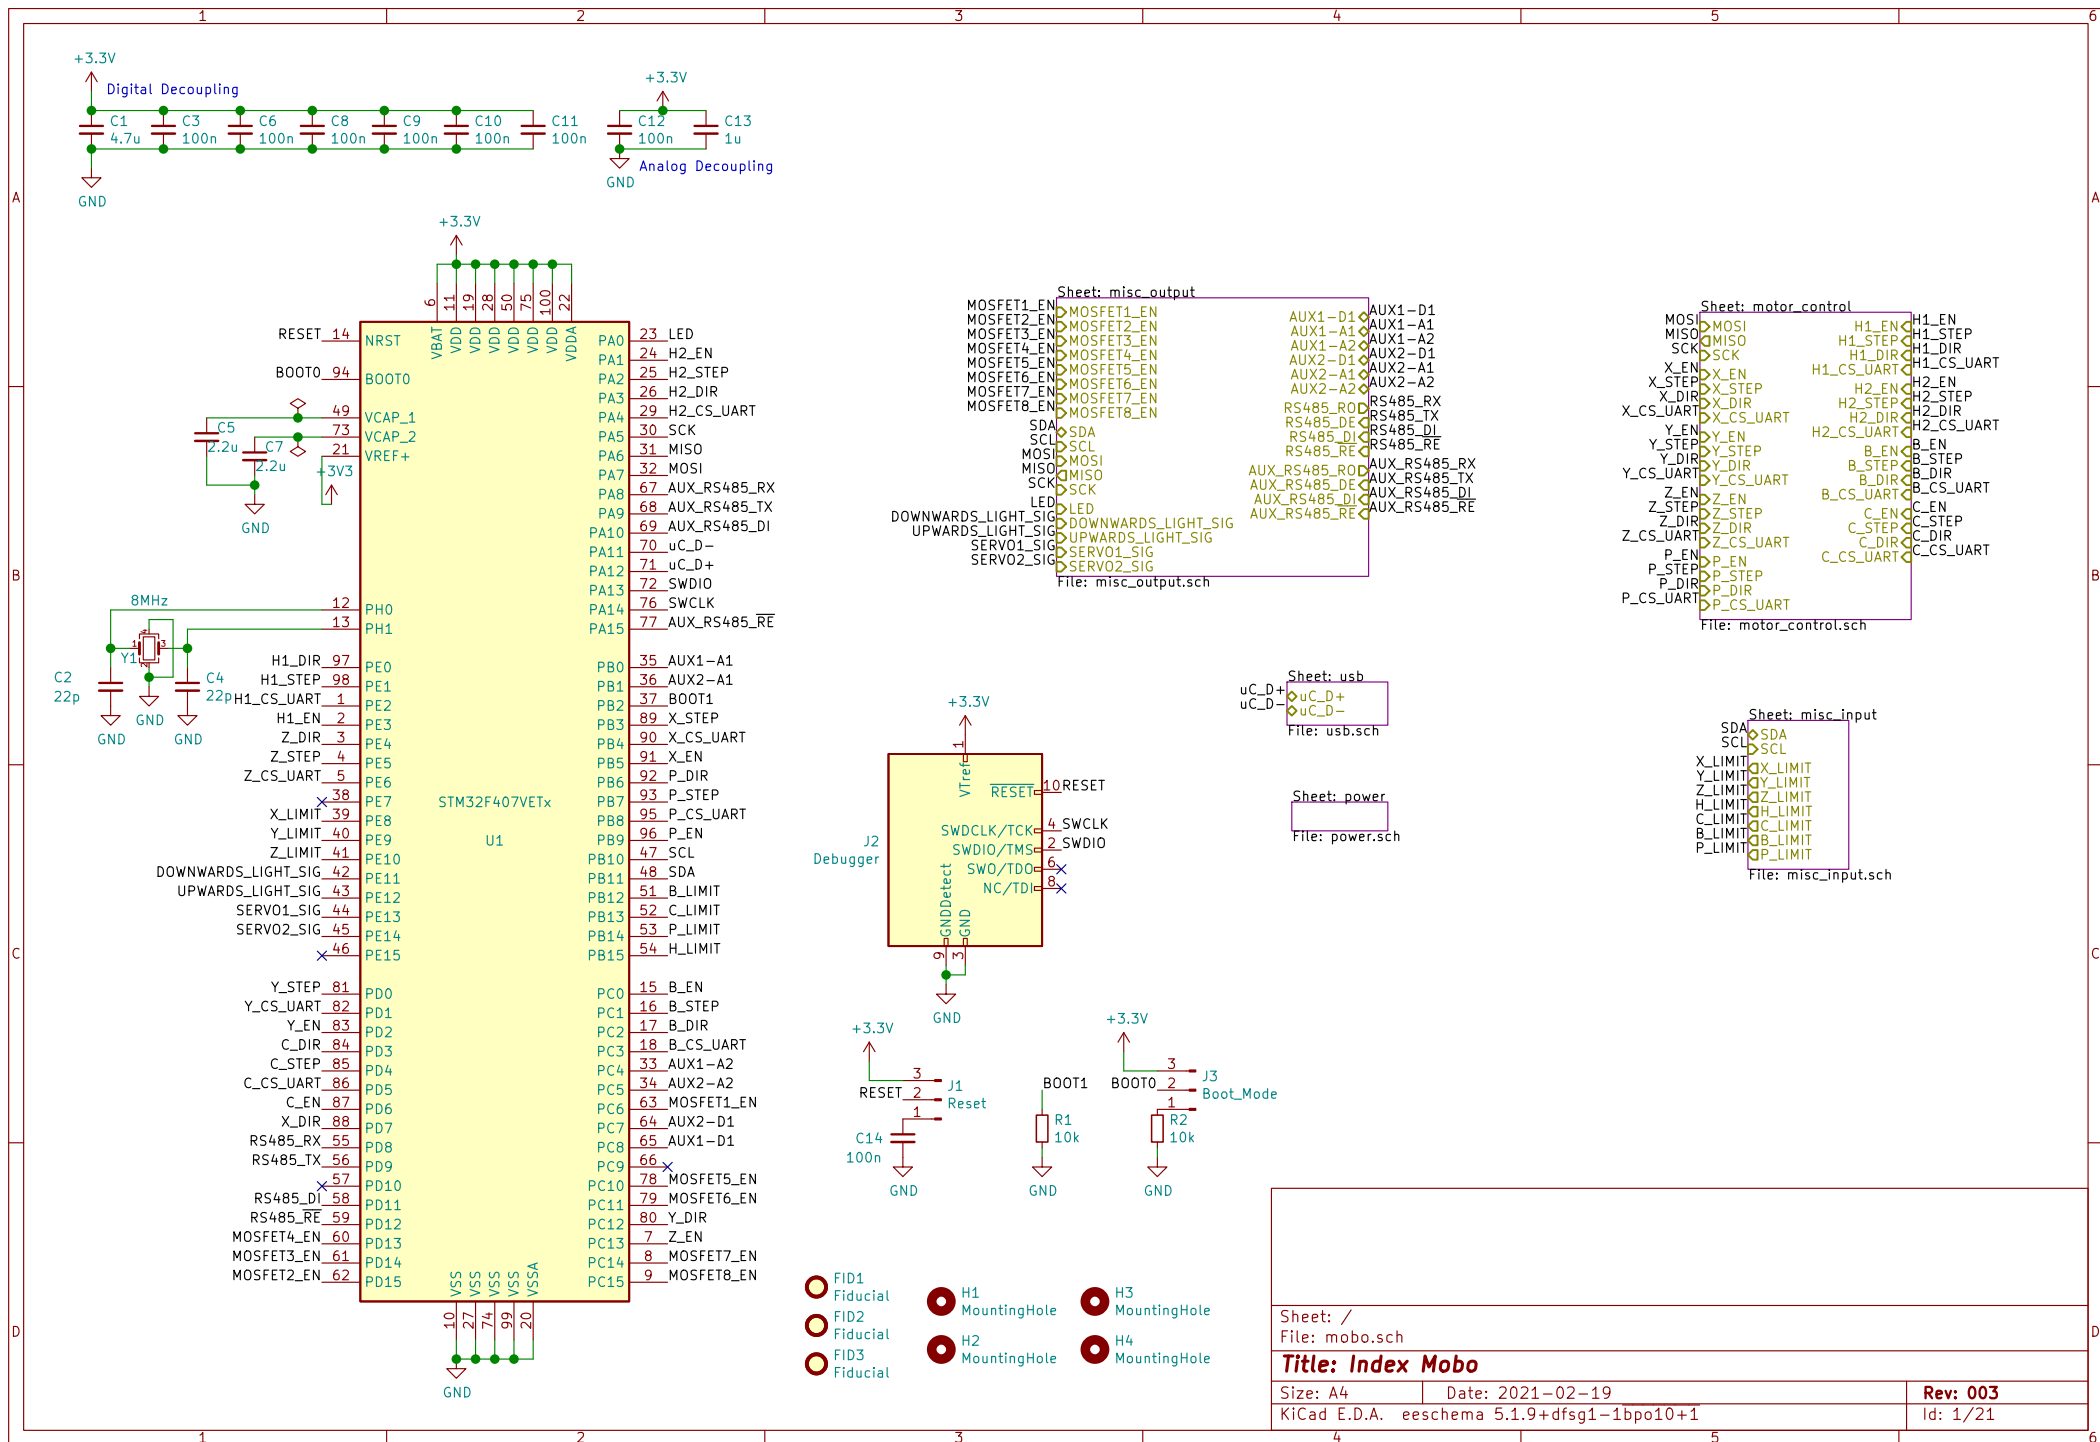 1 2 3 4 5 6
A
B
C
D
A
B
C
D
+3.3V
Digital Decoupling
C1
4.7u
C3
100n
C6
100n
C8
100n
C9
100n
C10
100n
C11
100n
GND
+3.3V
C12
100n
C13
1u
GND
Analog Decoupling
+3.3V
6 VBAT
11 VDD
19 VDD
28 VDD
50 VDD
75 VDD
100 VDD
22 VDDA
RESET 14 NRST
BOOT0 94 BOOT0
49 VCAP_1
73 VCAP_2
21 VREF+
C5
2.2u
C7
2.2u
+3V3
GND
12 PH0
13 PH1
8MHz
Y1
1
3
C2
22p
C4
22p
GND
GND
GND
H1_DIR 97 PE0
H1_STEP 98 PE1
H1_CS_UART 1 PE2
H1_EN 2 PE3
Z_DIR 3 PE4
Z_STEP 4 PE5
Z_CS_UART 5 PE6
38 PE7
X_LIMIT 39 PE8
Y_LIMIT 40 PE9
Z_LIMIT 41 PE10
DOWNWARDS_LIGHT_SIG 42 PE11
UPWARDS_LIGHT_SIG 43 PE12
SERVO1_SIG 44 PE13
SERVO2_SIG 45 PE14
46 PE15
Y_STEP 81 PD0
Y_CS_UART 82 PD1
Y_EN 83 PD2
C_DIR 84 PD3
C_STEP 85 PD4
C_CS_UART 86 PD5
C_EN 87 PD6
X_DIR 88 PD7
RS485_RX 55 PD8
RS485_TX 56 PD9
57 PD10
RS485_DI 58 PD11
RS485_RE 59 PD12
MOSFET4_EN 60 PD13
MOSFET3_EN 61 PD14
MOSFET2_EN 62 PD15
STM32F407VETx
U1
PA0 23 LED
PA1 24 H2_EN
PA2 25 H2_STEP
PA3 26 H2_DIR
PA4 29 H2_CS_UART
PA5 30 SCK
PA6 31 MISO
PA7 32 MOSI
PA8 67 AUX_RS485_RX
PA9 68 AUX_RS485_TX
PA10 69 AUX_RS485_DI
PA11 70 uC_D-
PA12 71 uC_D+
PA13 72 SWDIO
PA14 76 SWCLK
PA15 77 AUX_RS485_RE
PB0 35 AUX1-A1
PB1 36 AUX2-A1
PB2 37 BOOT1
PB3 89 X_STEP
PB4 90 X_CS_UART
PB5 91 X_EN
PB6 92 P_DIR
PB7 93 P_STEP
PB8 95 P_CS_UART
PB9 96 P_EN
PB10 47 SCL
PB11 48 SDA
PB12 51 B_LIMIT
PB13 52 C_LIMIT
PB14 53 P_LIMIT
PB15 54 H_LIMIT
PC0 15 B_EN
PC1 16 B_STEP
PC2 17 B_DIR
PC3 18 B_CS_UART
PC4 33 AUX1-A2
PC5 34 AUX2-A2
PC6 63 MOSFET1_EN
PC7 64 AUX2-D1
PC8 65 AUX1-D1
PC9 66
PC10 78 MOSFET5_EN
PC11 79 MOSFET6_EN
PC12 80 Y_DIR
PC13 7 Z_EN
PC14 8 MOSFET7_EN
PC15 9 MOSFET8_EN
VSS 10
VSS 27
VSS 74
VSS 99
VSSA 20
GND
Sheet: misc_output
MOSFET1_EN MOSFET1_EN
MOSFET2_EN MOSFET2_EN
MOSFET3_EN MOSFET3_EN
MOSFET4_EN MOSFET4_EN
MOSFET5_EN MOSFET5_EN
MOSFET6_EN MOSFET6_EN
MOSFET7_EN MOSFET7_EN
MOSFET8_EN MOSFET8_EN
SDA SDA
SCL SCL
MOSI MOSI
MISO MISO
SCK SCK
LED LED
DOWNWARDS_LIGHT_SIG DOWNWARDS_LIGHT_SIG
UPWARDS_LIGHT_SIG UPWARDS_LIGHT_SIG
SERVO1_SIG SERVO1_SIG
SERVO2_SIG SERVO2_SIG
AUX1-D1 AUX1-D1
AUX1-A1 AUX1-A1
AUX1-A2 AUX1-A2
AUX2-D1 AUX2-D1
AUX2-A1 AUX2-A1
AUX2-A2 AUX2-A2
RS485_RO RS485_RX
RS485_DE RS485_TX
RS485_DI RS485_DI
RS485_RE RS485_RE
AUX_RS485_RO AUX_RS485_RX
AUX_RS485_DE AUX_RS485_TX
AUX_RS485_DI AUX_RS485_DI
AUX_RS485_RE AUX_RS485_RE
File: misc_output.sch
Sheet: motor_control
MOSI MOSI
MISO MISO
SCK SCK
X_EN X_EN
X_STEP X_STEP
X_DIR X_DIR
X_CS_UART X_CS_UART
Y_EN Y_EN
Y_STEP Y_STEP
Y_DIR Y_DIR
Y_CS_UART Y_CS_UART
Z_EN Z_EN
Z_STEP Z_STEP
Z_DIR Z_DIR
Z_CS_UART Z_CS_UART
P_EN P_EN
P_STEP P_STEP
P_DIR P_DIR
P_CS_UART P_CS_UART
H1_EN H1_EN
H1_STEP H1_STEP
H1_DIR H1_DIR
H1_CS_UART H1_CS_UART
H2_EN H2_EN
H2_STEP H2_STEP
H2_DIR H2_DIR
H2_CS_UART H2_CS_UART
B_EN B_EN
B_STEP B_STEP
B_DIR B_DIR
B_CS_UART B_CS_UART
C_EN C_EN
C_STEP C_STEP
C_DIR C_DIR
C_CS_UART C_CS_UART
File: motor_control.sch
Sheet: usb
uC_D+ uC_D+
uC_D- uC_D-
File: usb.sch
Sheet: power
File: power.sch
Sheet: misc_input
SDA SDA
SCL SCL
X_LIMIT X_LIMIT
Y_LIMIT Y_LIMIT
Z_LIMIT Z_LIMIT
H_LIMIT H_LIMIT
C_LIMIT C_LIMIT
B_LIMIT B_LIMIT
P_LIMIT P_LIMIT
File: misc_input.sch
+3.3V
1
VTref
J2
Debugger
RESET 10 RESET
SWDCLK/TCK 4 SWCLK
SWDIO/TMS 2 SWDIO
SWO/TDO 6
NC/TDI 8
GNDDetect
GND
9
3
GND
+3.3V
3
RESET 2
1
J1
Reset
C14
100n
GND
BOOT1
R1
10k
GND
+3.3V
3
BOOT0 2
1
J3
Boot_Mode
R2
10k
GND
FID1
Fiducial
FID2
Fiducial
FID3
Fiducial
H1
MountingHole
H2
MountingHole
H3
MountingHole
H4
MountingHole
Sheet: /
File: mobo.sch
Title: Index Mobo
Size: A4 Date: 2021-02-19 Rev: 003
KiCad E.D.A. eeschema 5.1.9+dfsg1-1bpo10+1 Id: 1/21
1 2 3 4 5 6